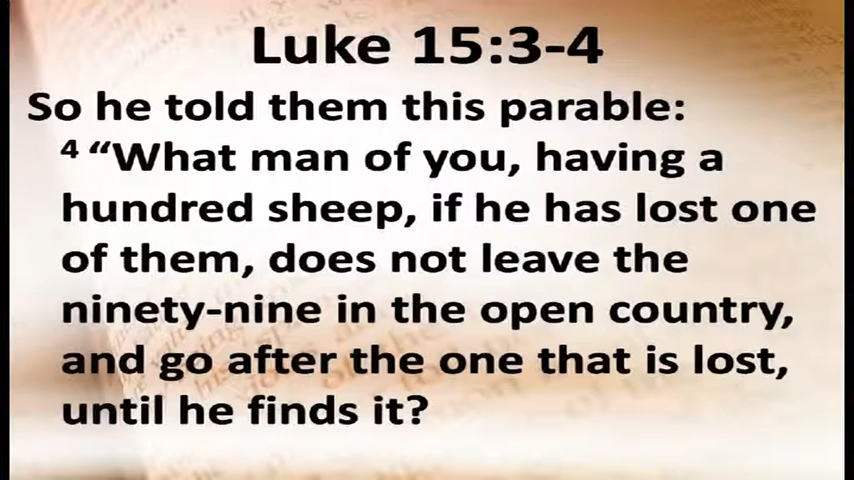 Luke 15:3-4
So he told them this parable:
4 “What man of you, having a
hundred sheep, if he has lost one
of them, does not leave the
ninety-nine in the open country,
and go after the one that is lost,
until he finds it?